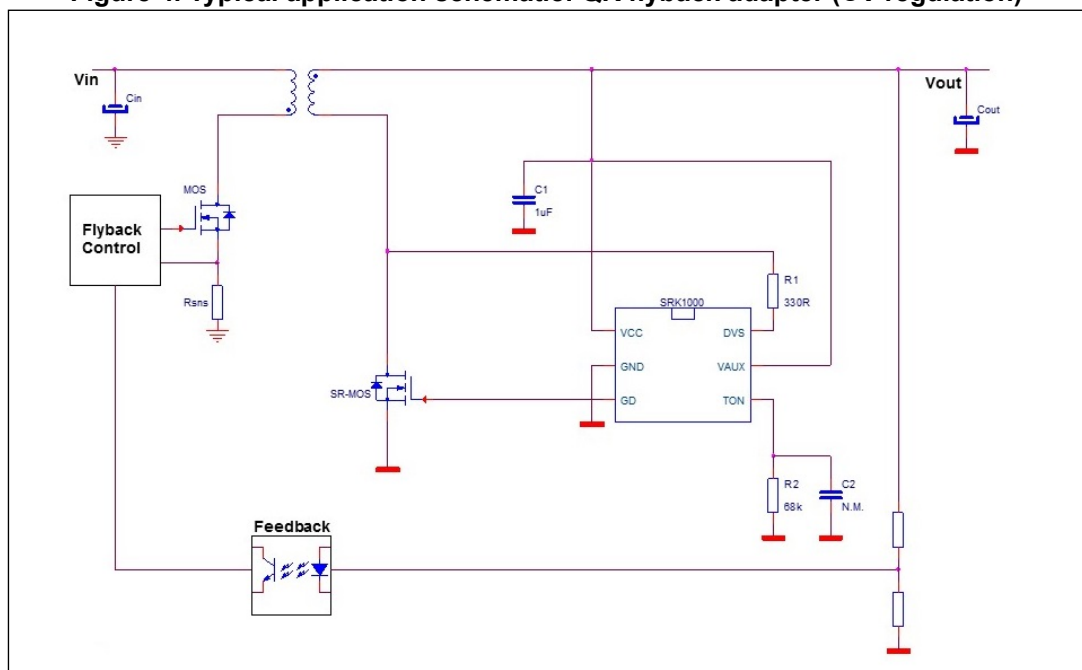 Figure 4. Typical application schematic: QR flyback adapter (CV regulation)
Vin
Cin
Vout
Cout
MOS
C1
1uF
Flyback
Control
Rsns
R1
330R
SRK1000
VCC
DVS
GND
VAUX
GD
TON
SR-MOS
R2
68k
C2
N.M.
Feedback